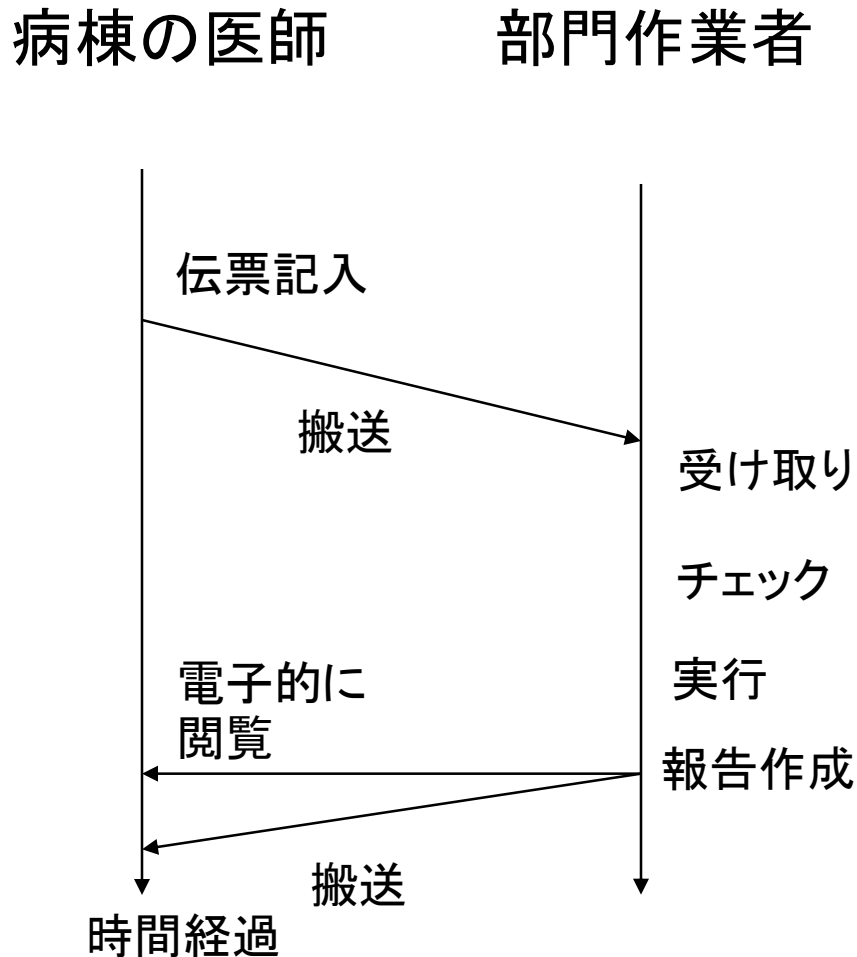 病棟の医師
部門作業者
伝票記入
搬送
受け取り
チェック
実行
電子的に
閲覧
報告作成
搬送
時間経過